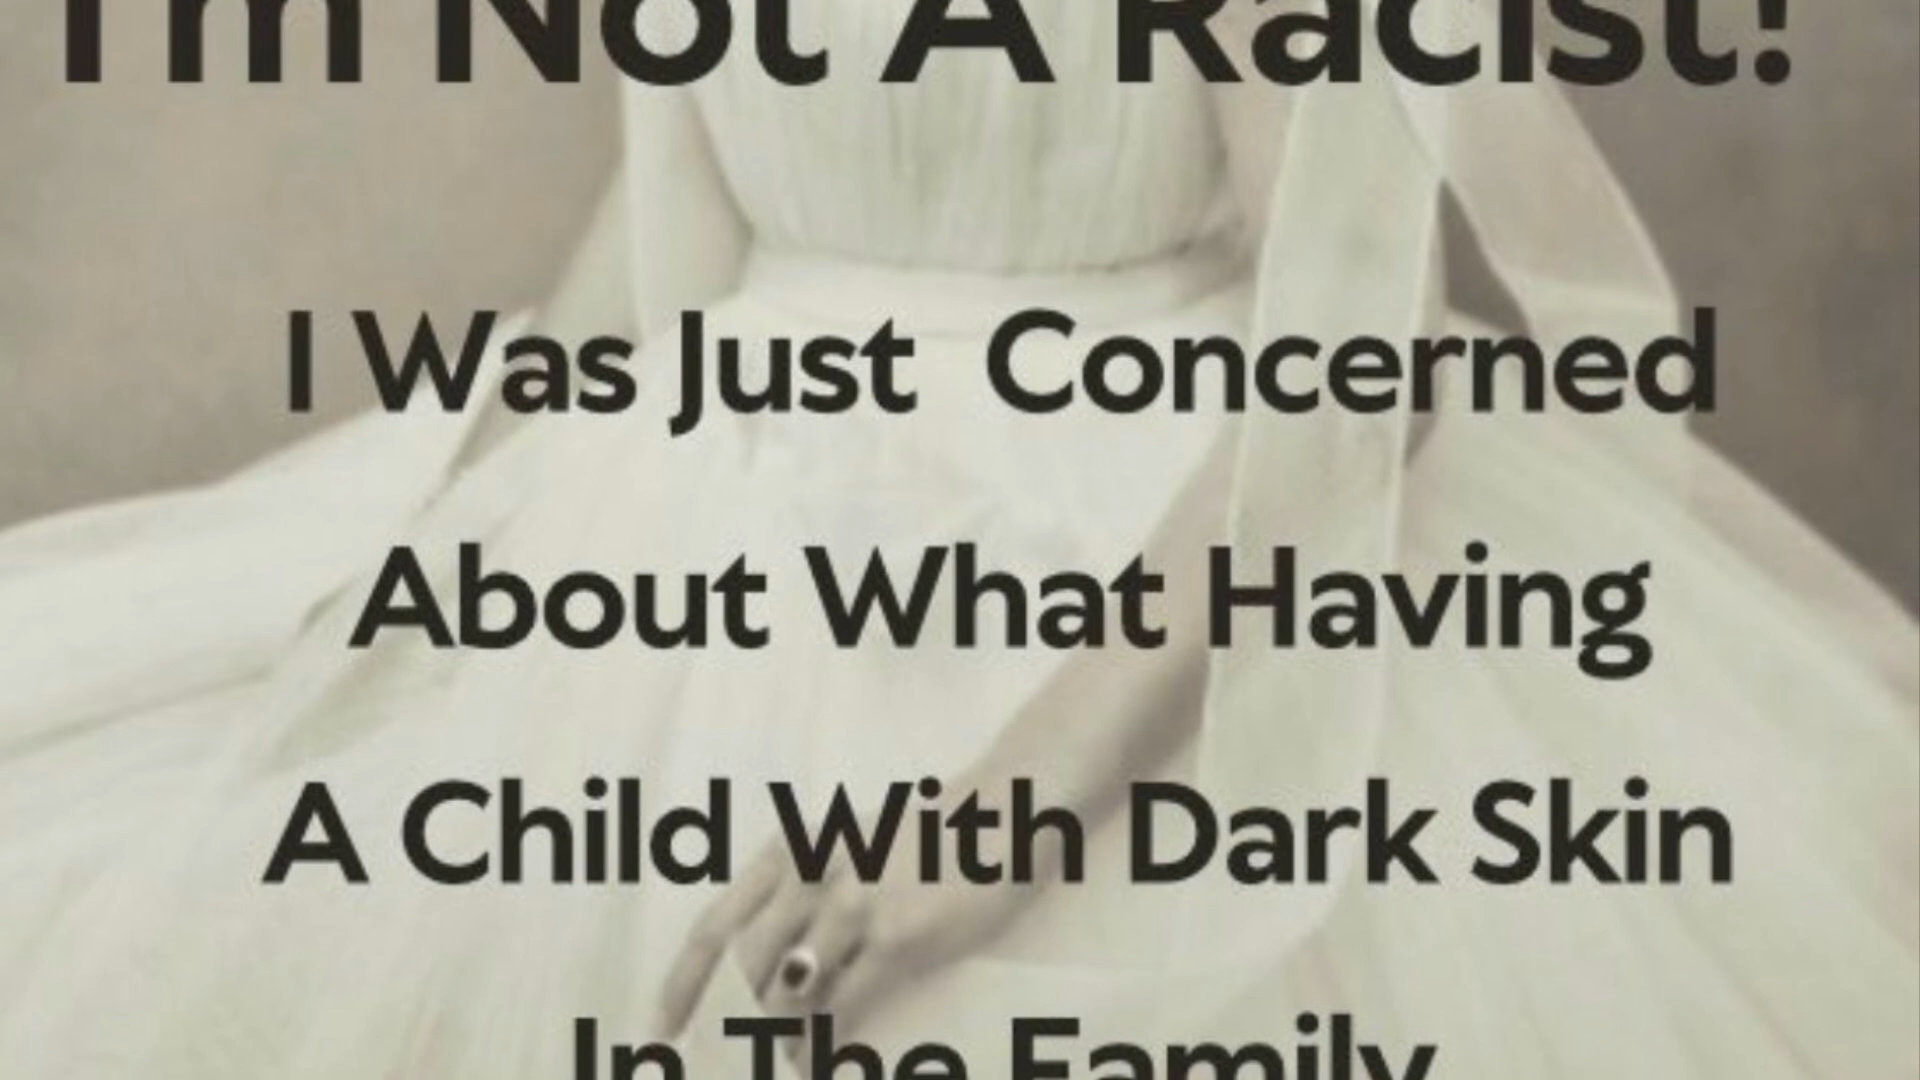 I'm Not A Racist!
I Was Just Concerned
About What Having
A Child With Dark Skin
In The Family